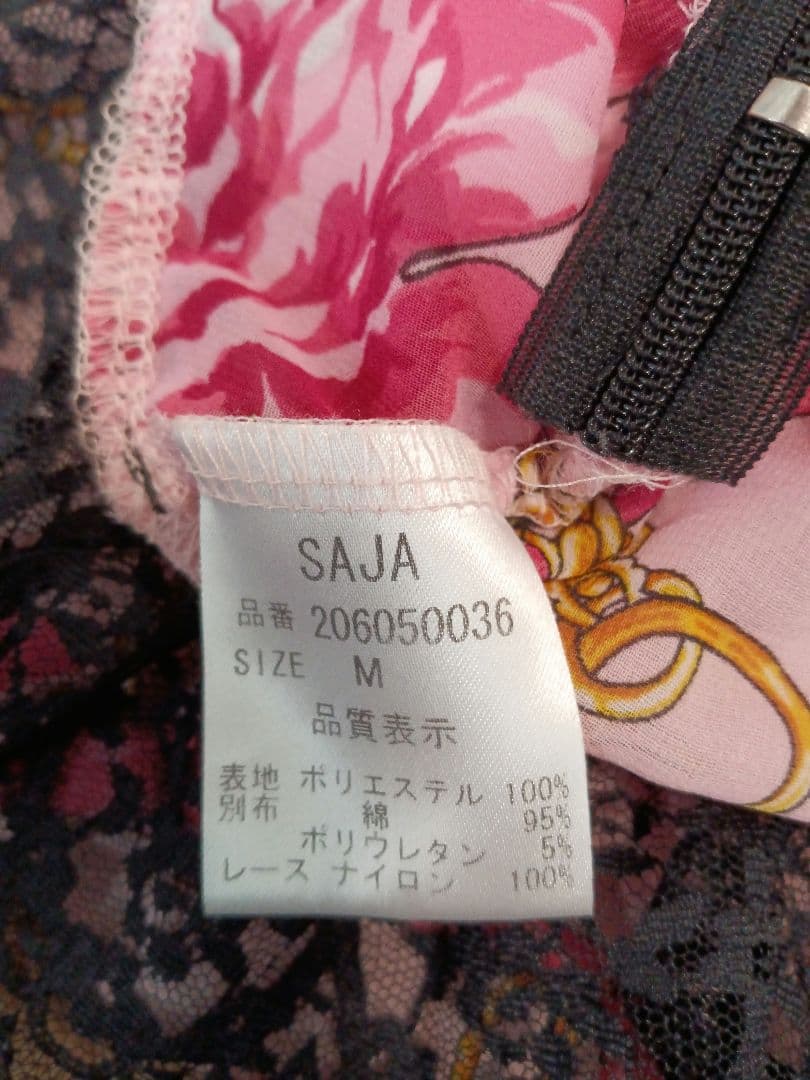 SAJA
品番 206050036
SIZE M
品質表示
表地 ポリエステル 100%
別布 綿 95%
ポリウレタン 5%
レース ナイロン 100%